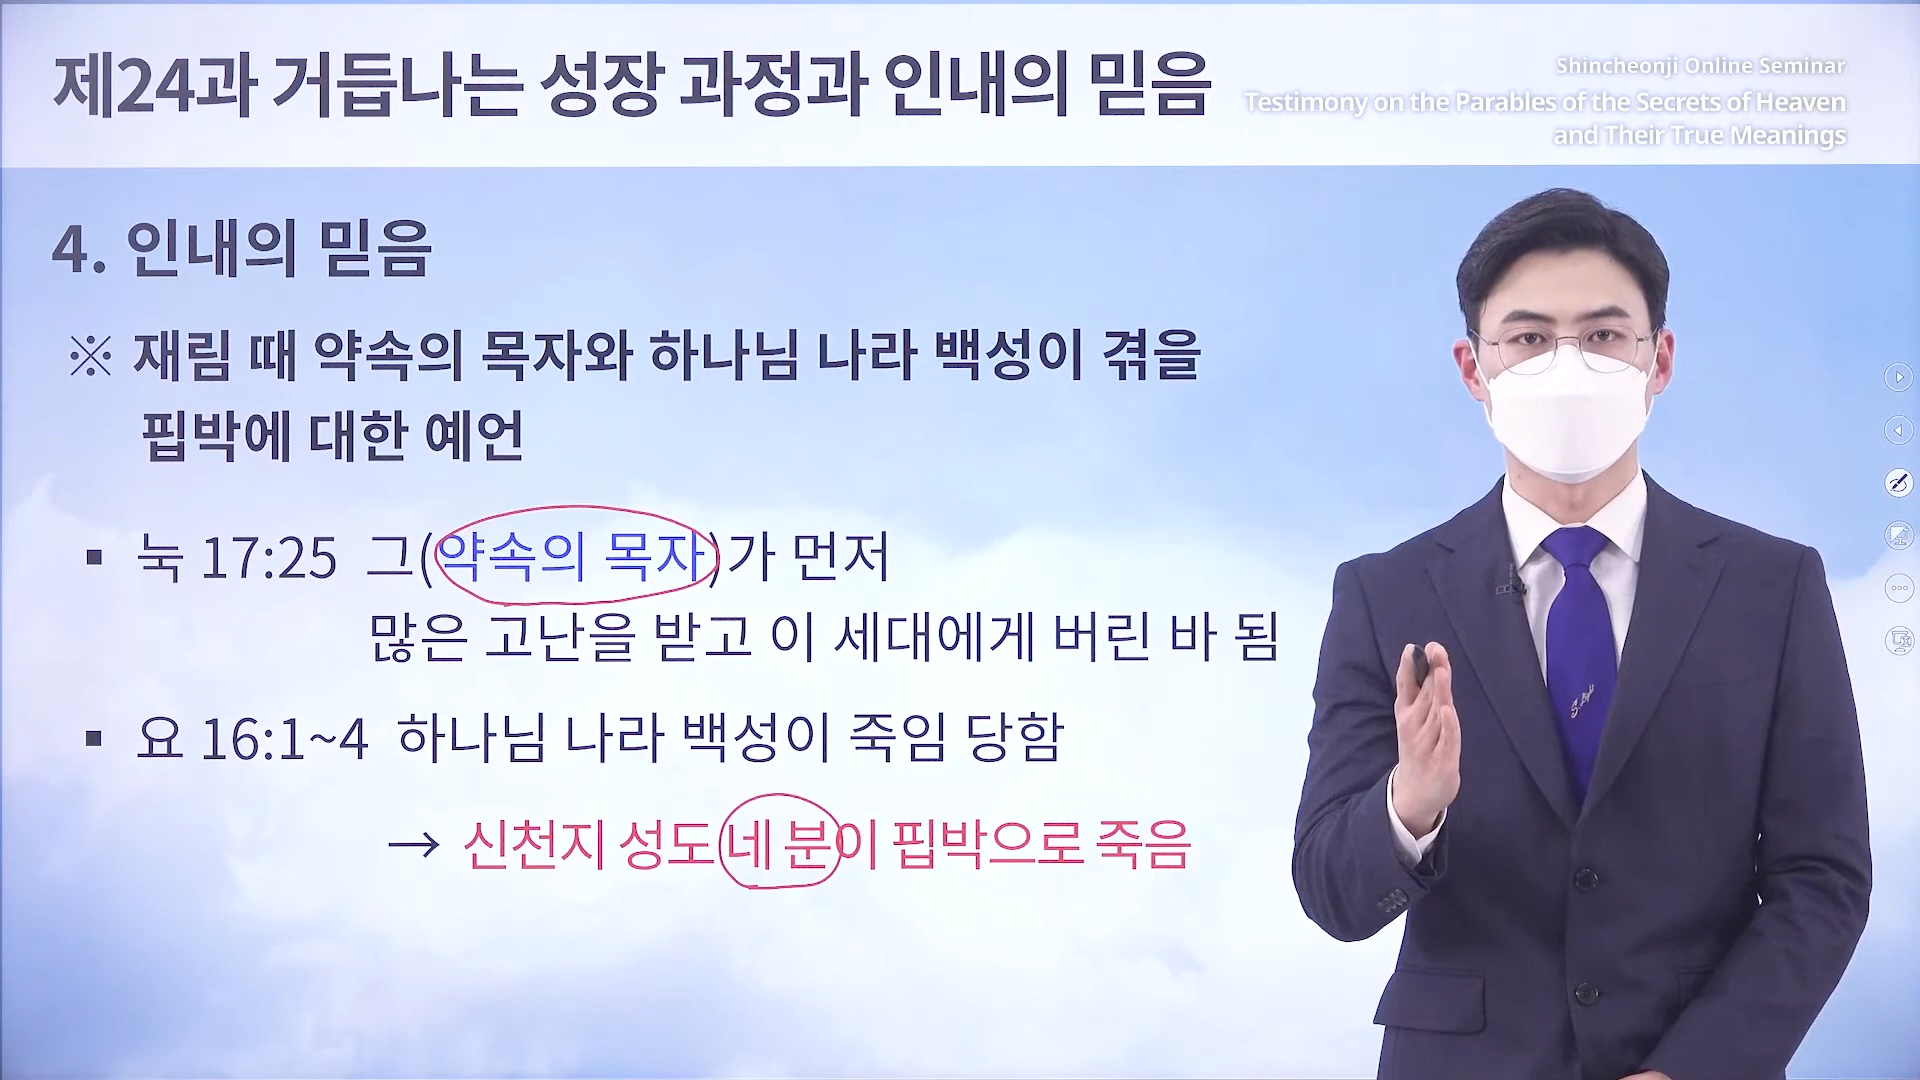 제24과 거듭나는 성장 과정과 인내의 믿음
Shincheonji Online Seminar
Testimony on the Parables of the Secrets of Heaven
and Their True Meanings
4. 인내의 믿음
※ 재림 때 약속의 목자와 하나님 나라 백성이 겪을
핍박에 대한 예언
▪ 눅 17:25 그(약속의 목자)가 먼저
많은 고난을 받고 이 세대에게 버린 바 됨
▪ 요 16:1~4 하나님 나라 백성이 죽임 당함
→ 신천지 성도 네 분이 핍박으로 죽음
S. Light